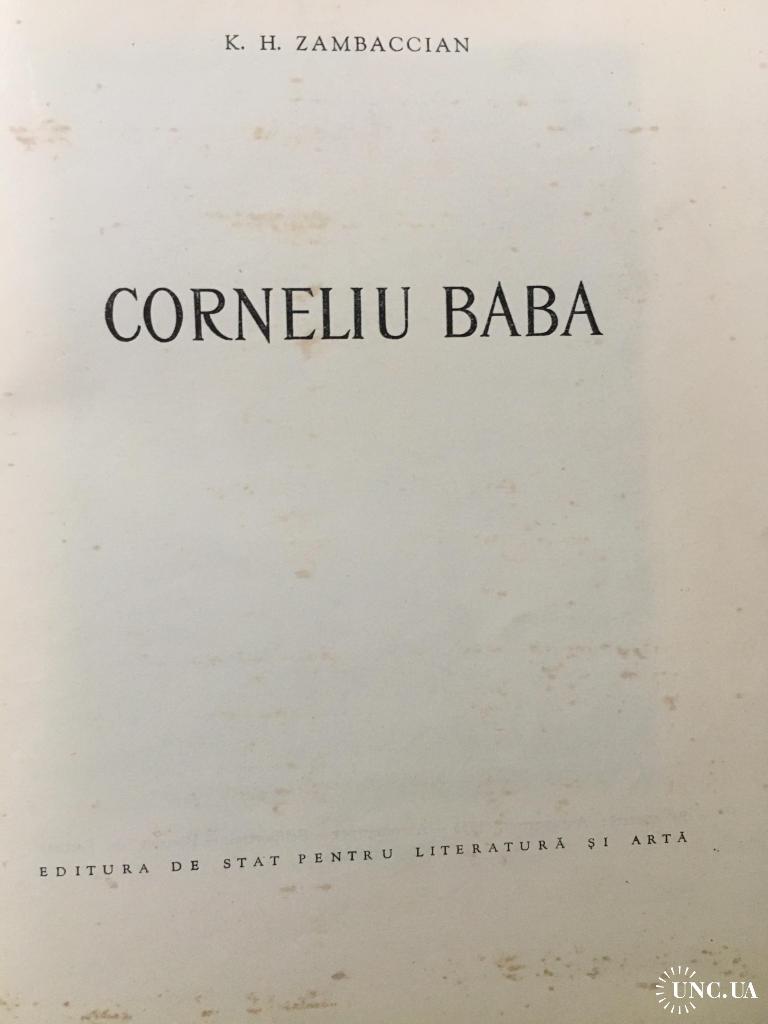 K. H. ZAMBACCIAN
CORNELIU BABA
EDITURA DE STAT PENTRU LITERATURĂ ȘI ARTĂ
UNC.UA